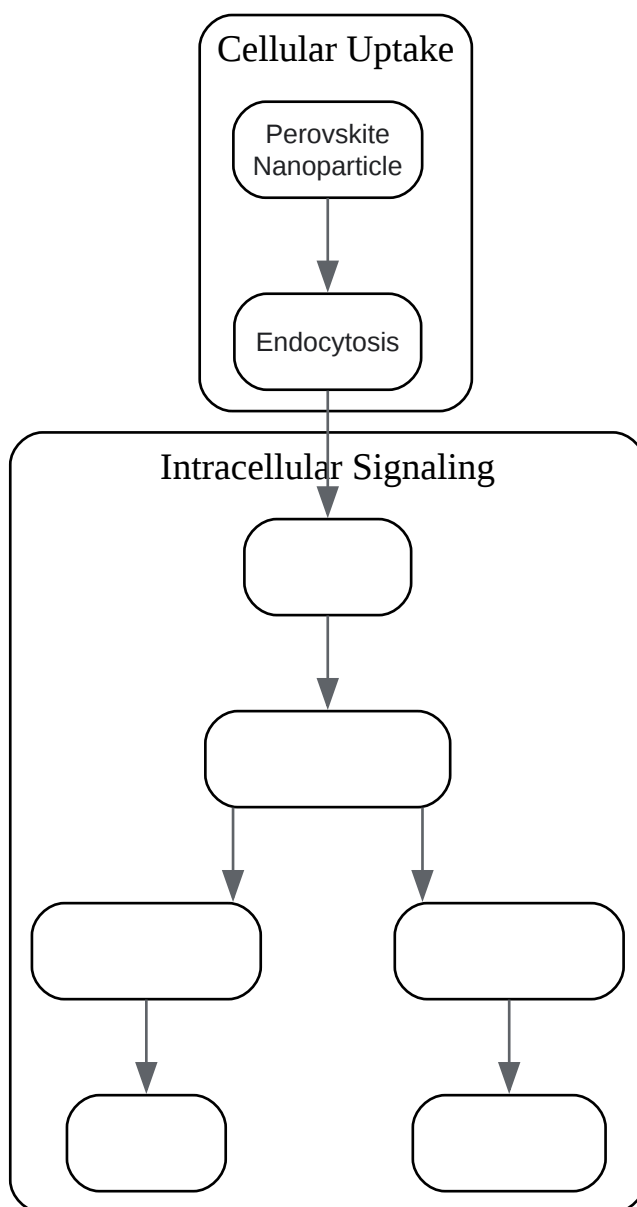 Cellular Uptake
Perovskite
Nanoparticle
Endocytosis
Intracellular Signaling